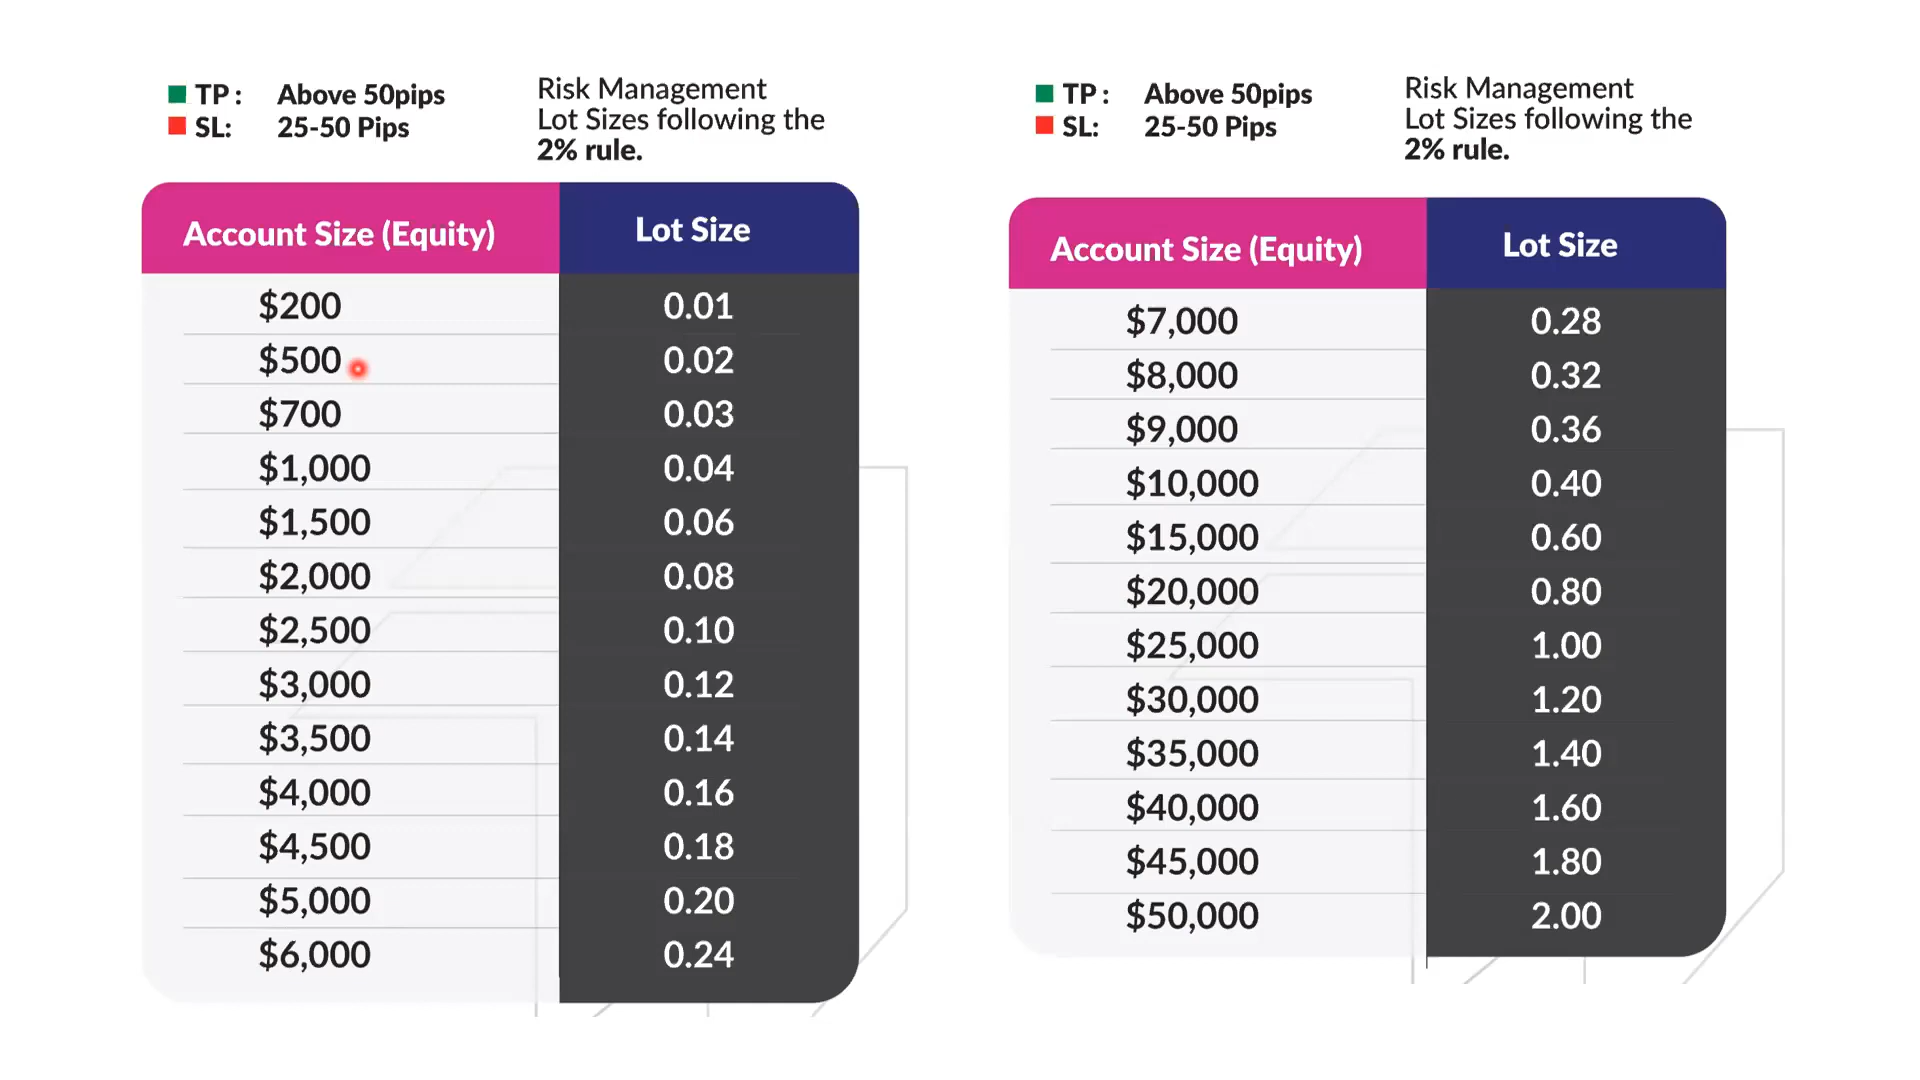 TP : Above 50pips
SL: 25-50 Pips
Risk Management
Lot Sizes following the
2% rule.
Account Size (Equity) Lot Size
$200 0.01
$500 0.02
$700 0.03
$1,000 0.04
$1,500 0.06
$2,000 0.08
$2,500 0.10
$3,000 0.12
$3,500 0.14
$4,000 0.16
$4,500 0.18
$5,000 0.20
$6,000 0.24
TP : Above 50pips
SL: 25-50 Pips
Risk Management
Lot Sizes following the
2% rule.
Account Size (Equity) Lot Size
$7,000 0.28
$8,000 0.32
$9,000 0.36
$10,000 0.40
$15,000 0.60
$20,000 0.80
$25,000 1.00
$30,000 1.20
$35,000 1.40
$40,000 1.60
$45,000 1.80
$50,000 2.00